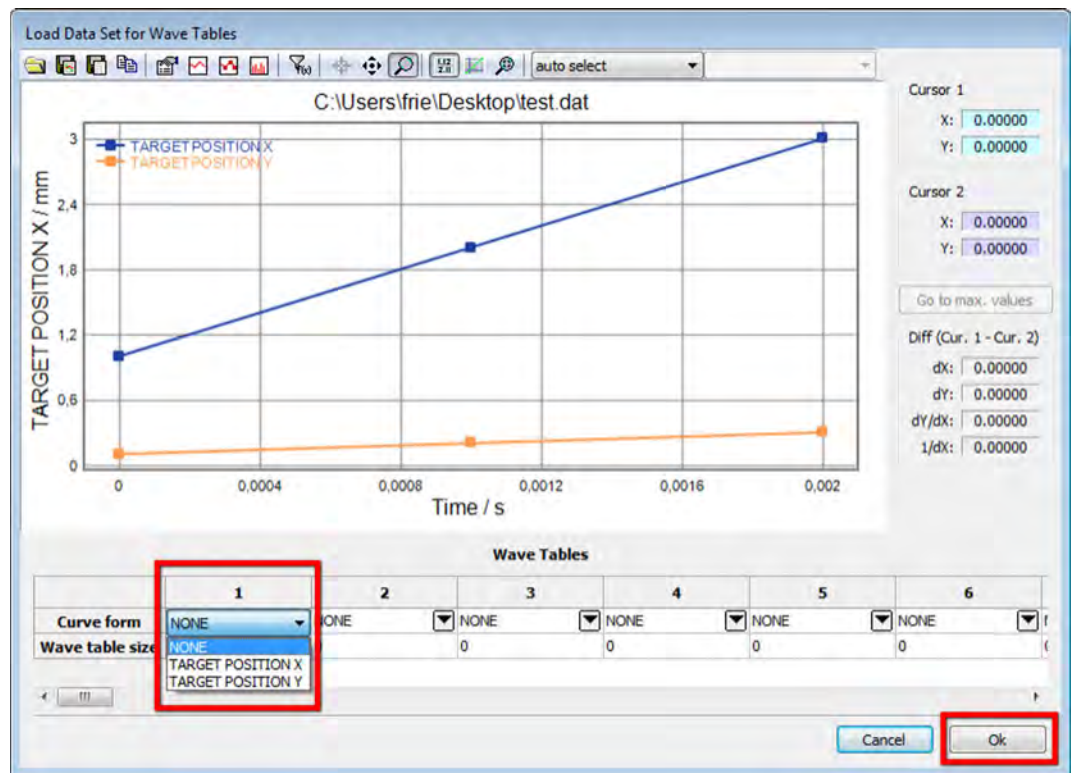 Load Data Set for Wave Tables
auto select
C:\Users\frie\Desktop\test.dat
TARGET POSITION X
TARGET POSITION Y
TARGET POSITION X / mm
3
2,4
1,8
1,2
0,6
0
0 0,0004 0,0008 0,0012 0,0016 0,002
Time / s
Cursor 1
X: 0.00000
Y: 0.00000
Cursor 2
X: 0.00000
Y: 0.00000
Go to max. values
Diff (Cur. 1 - Cur. 2)
dX: 0.00000
dY: 0.00000
dY/dX: 0.00000
1/dX: 0.00000
Wave Tables
1 2 3 4 5 6
Curve form NONE NONE NONE NONE NONE NONE
Wave table size 0 0 0 0
NONE
TARGET POSITION X
TARGET POSITION Y
Cancel Ok